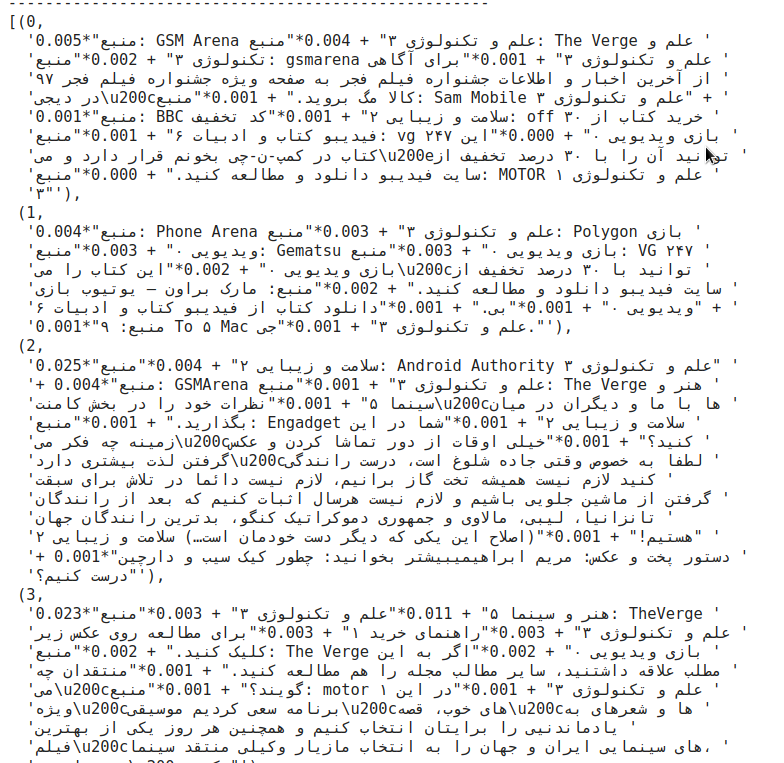 --------------------------------------------------
[(0,
'0.005*"منبع: GSM Arena علم و تکنولوژی ۳" + 0.004*"منبع: The Verge علم و '
'تکنولوژی ۳" + 0.002*"منبع: gsmarena علم و تکنولوژی ۳" + 0.001*"برای آگاهی '
'از آخرین اخبار و اطلاعات جشنواره فیلم فجر به صفحه ویژه جشنواره فیلم فجر ۹۷ '
'در دیجی\u200cکالا مگ بروید." + 0.001*"منبع: Sam Mobile علم و تکنولوژی ۳" + '
'0.001*"منبع: BBC سلامت و زیبایی ۲" + 0.001*"کد تخفیف: off ۳۰ خرید کتاب از '
'فیدیبو کتاب و ادبیات ۶" + 0.001*"منبع: vg ۲۴۷ بازی ویدیویی ۰" + 0.000*"این '
'کتاب در کمپ-ن-چی بخونم قرار دارد و می\u200eتوانید آن را با ۳۰ درصد تخفیف از '
'سایت فیدیبو دانلود و مطالعه کنید." + 0.000*"منبع: MOTOR ۱ علم و تکنولوژی '
'۳"'),
(1,
'0.004*"منبع: Phone Arena علم و تکنولوژی ۳" + 0.003*"منبع: Polygon بازی '
'ویدیویی ۰" + 0.003*"منبع: Gematsu بازی ویدیویی ۰" + 0.003*"منبع: VG ۲۴۷ '
'بازی ویدیویی ۰" + 0.002*"این کتاب را می\u200cتوانید با ۳۰ درصد تخفیف از '
'سایت فیدیبو دانلود و مطالعه کنید." + 0.002*"منبع: مارک براون – یوتیوب بازی '
'ویدیویی ۰" + 0.001*"بی." + 0.001*"دانلود کتاب از فیدیبو کتاب و ادبیات ۶" + '
'0.001*"منبع: ۹ To ۵ Mac علم و تکنولوژی ۳" + 0.001*"جی."'),
(2,
'0.025*"منبع" + 0.004*"سلامت و زیبایی ۲: Android Authority علم و تکنولوژی ۳" '
'+ 0.004*"منبع: GSMArena علم و تکنولوژی ۳" + 0.001*"منبع: The Verge هنر و '
'سینما ۵" + 0.001*"نظرات خود را در بخش کامنت\u200cها با ما و دیگران در میان '
'بگذارید." + 0.001*"منبع: Engadget سلامت و زیبایی ۲" + 0.001*"شما در این '
'زمینه چه فکر می\u200cکنید؟" + 0.001*"خیلی اوقات از دور تماشا کردن و عکس '
'گرفتن لذت بیشتری دارد\u200cلطفا به خصوص وقتی جاده شلوغ است، درست رانندگی '
'کنید لازم نیست همیشه تخت گاز برانیم، لازم نیست دائما در تلاش برای سبقت '
'گرفتن از ماشین جلویی باشیم و لازم نیست هرسال اثبات کنیم که بعد از رانندگان '
'تانزانیا، لیبی، مالاوی و جمهوری دموکراتیک کنگو، بدترین رانندگان جهان '
'هستیم!" + 0.001*"(اصلاح این یکی که دیگر دست خودمان است…) سلامت و زیبایی ۲" '
'+ 0.001*"دستور پخت و عکس: مریم ابراهیمیبیشتر بخوانید: چطور کیک سیب و دارچین '
'درست کنیم؟"'),
(3,
'0.023*"منبع" + 0.011*"هنر و سینما ۵" + 0.003*"علم و تکنولوژی ۳: TheVerge '
'علم و تکنولوژی ۳" + 0.003*"راهنمای خرید ۱" + 0.003*"برای مطالعه روی عکس زیر '
'کلیک کنید." + 0.002*"منبع: The Verge بازی ویدیویی ۰" + 0.002*"اگر به این '
'مطلب علاقه داشتنید، سایر مطالب مجله را هم مطالعه کنید." + 0.001*"منتقدان چه '
'می\u200cگویند؟" + 0.001*"منبع: motor ۱ علم و تکنولوژی ۳" + 0.001*"در این '
'برنامه سعی کردیم موسیقی\u200cهای خوب، قصه\u200cها و شعرهای به\u200cویژه '
'یادماندنیی را برایتان انتخاب کنیم و همچنین هر روز یکی از بهترین '
'فیلم\u200cهای سینمایی ایران و جهان را به انتخاب مازیار وکیلی منتقد سینما، '